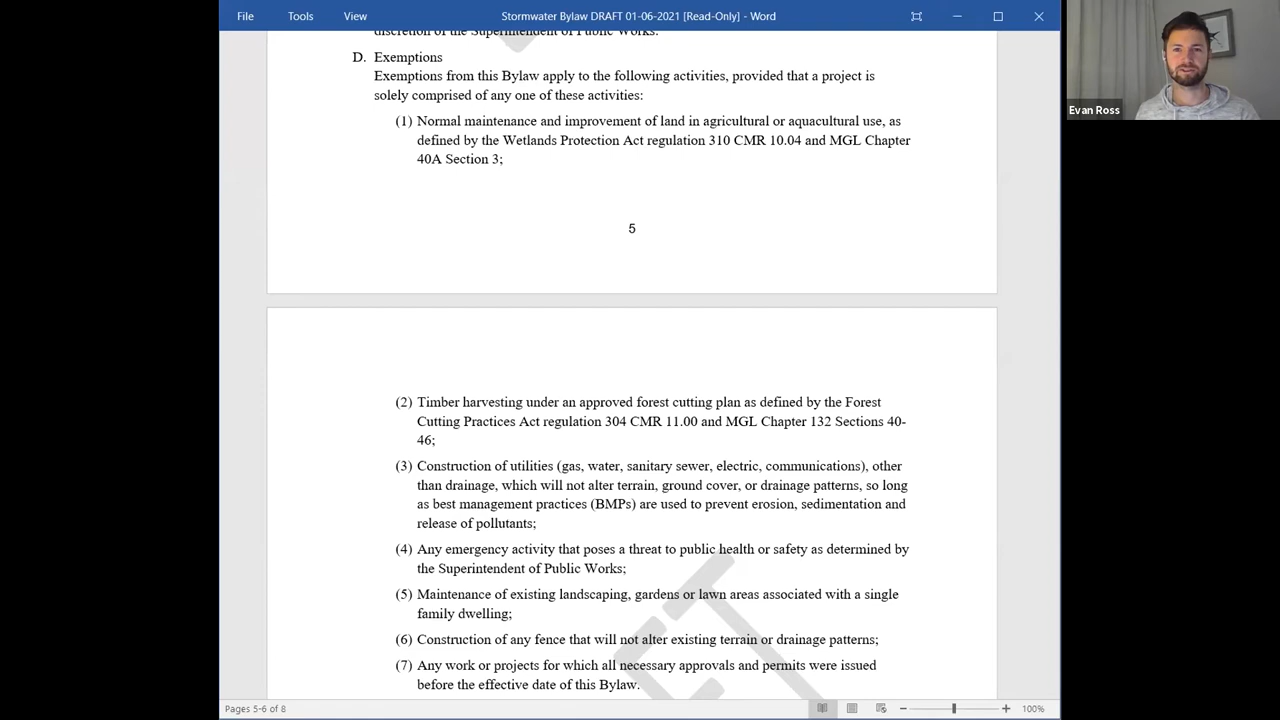 File Tools View Stormwater Bylaw DRAFT 01-06-2021 [Read-Only] - Word
discretion of the Superintendent of Public Works.
D. Exemptions
Exemptions from this Bylaw apply to the following activities, provided that a project is
solely comprised of any one of these activities:
(1) Normal maintenance and improvement of land in agricultural or aquacultural use, as
defined by the Wetlands Protection Act regulation 310 CMR 10.04 and MGL Chapter
40A Section 3;
5
(2) Timber harvesting under an approved forest cutting plan as defined by the Forest
Cutting Practices Act regulation 304 CMR 11.00 and MGL Chapter 132 Sections 40-
46;
(3) Construction of utilities (gas, water, sanitary sewer, electric, communications), other
than drainage, which will not alter terrain, ground cover, or drainage patterns, so long
as best management practices (BMPs) are used to prevent erosion, sedimentation and
release of pollutants;
(4) Any emergency activity that poses a threat to public health or safety as determined by
the Superintendent of Public Works;
(5) Maintenance of existing landscaping, gardens or lawn areas associated with a single
family dwelling;
(6) Construction of any fence that will not alter existing terrain or drainage patterns;
(7) Any work or projects for which all necessary approvals and permits were issued
before the effective date of this Bylaw.
Pages 5-6 of 8 100%
Evan Ross